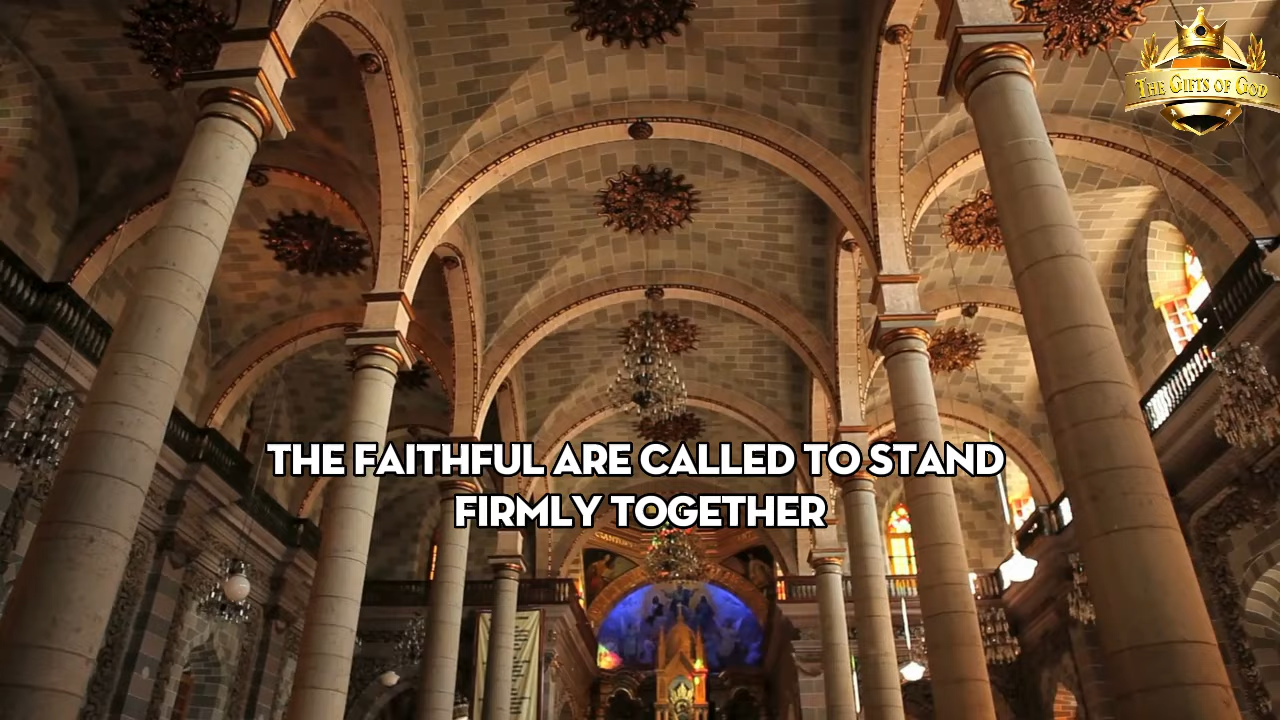 THE GIFTS OF GOD
THE FAITHFUL ARE CALLED TO STAND
FIRMLY TOGETHER